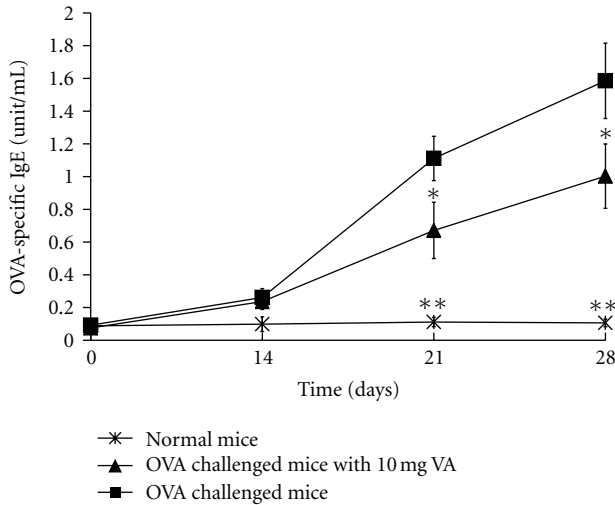 OVA-specific IgE (unit/mL)
2
1.8
1.6
1.4
1.2
1
0.8
0.6
0.4
0.2
0
*
*
**
**
0 14 21 28
Time (days)
Normal mice
OVA challenged mice with 10 mg VA
OVA challenged mice